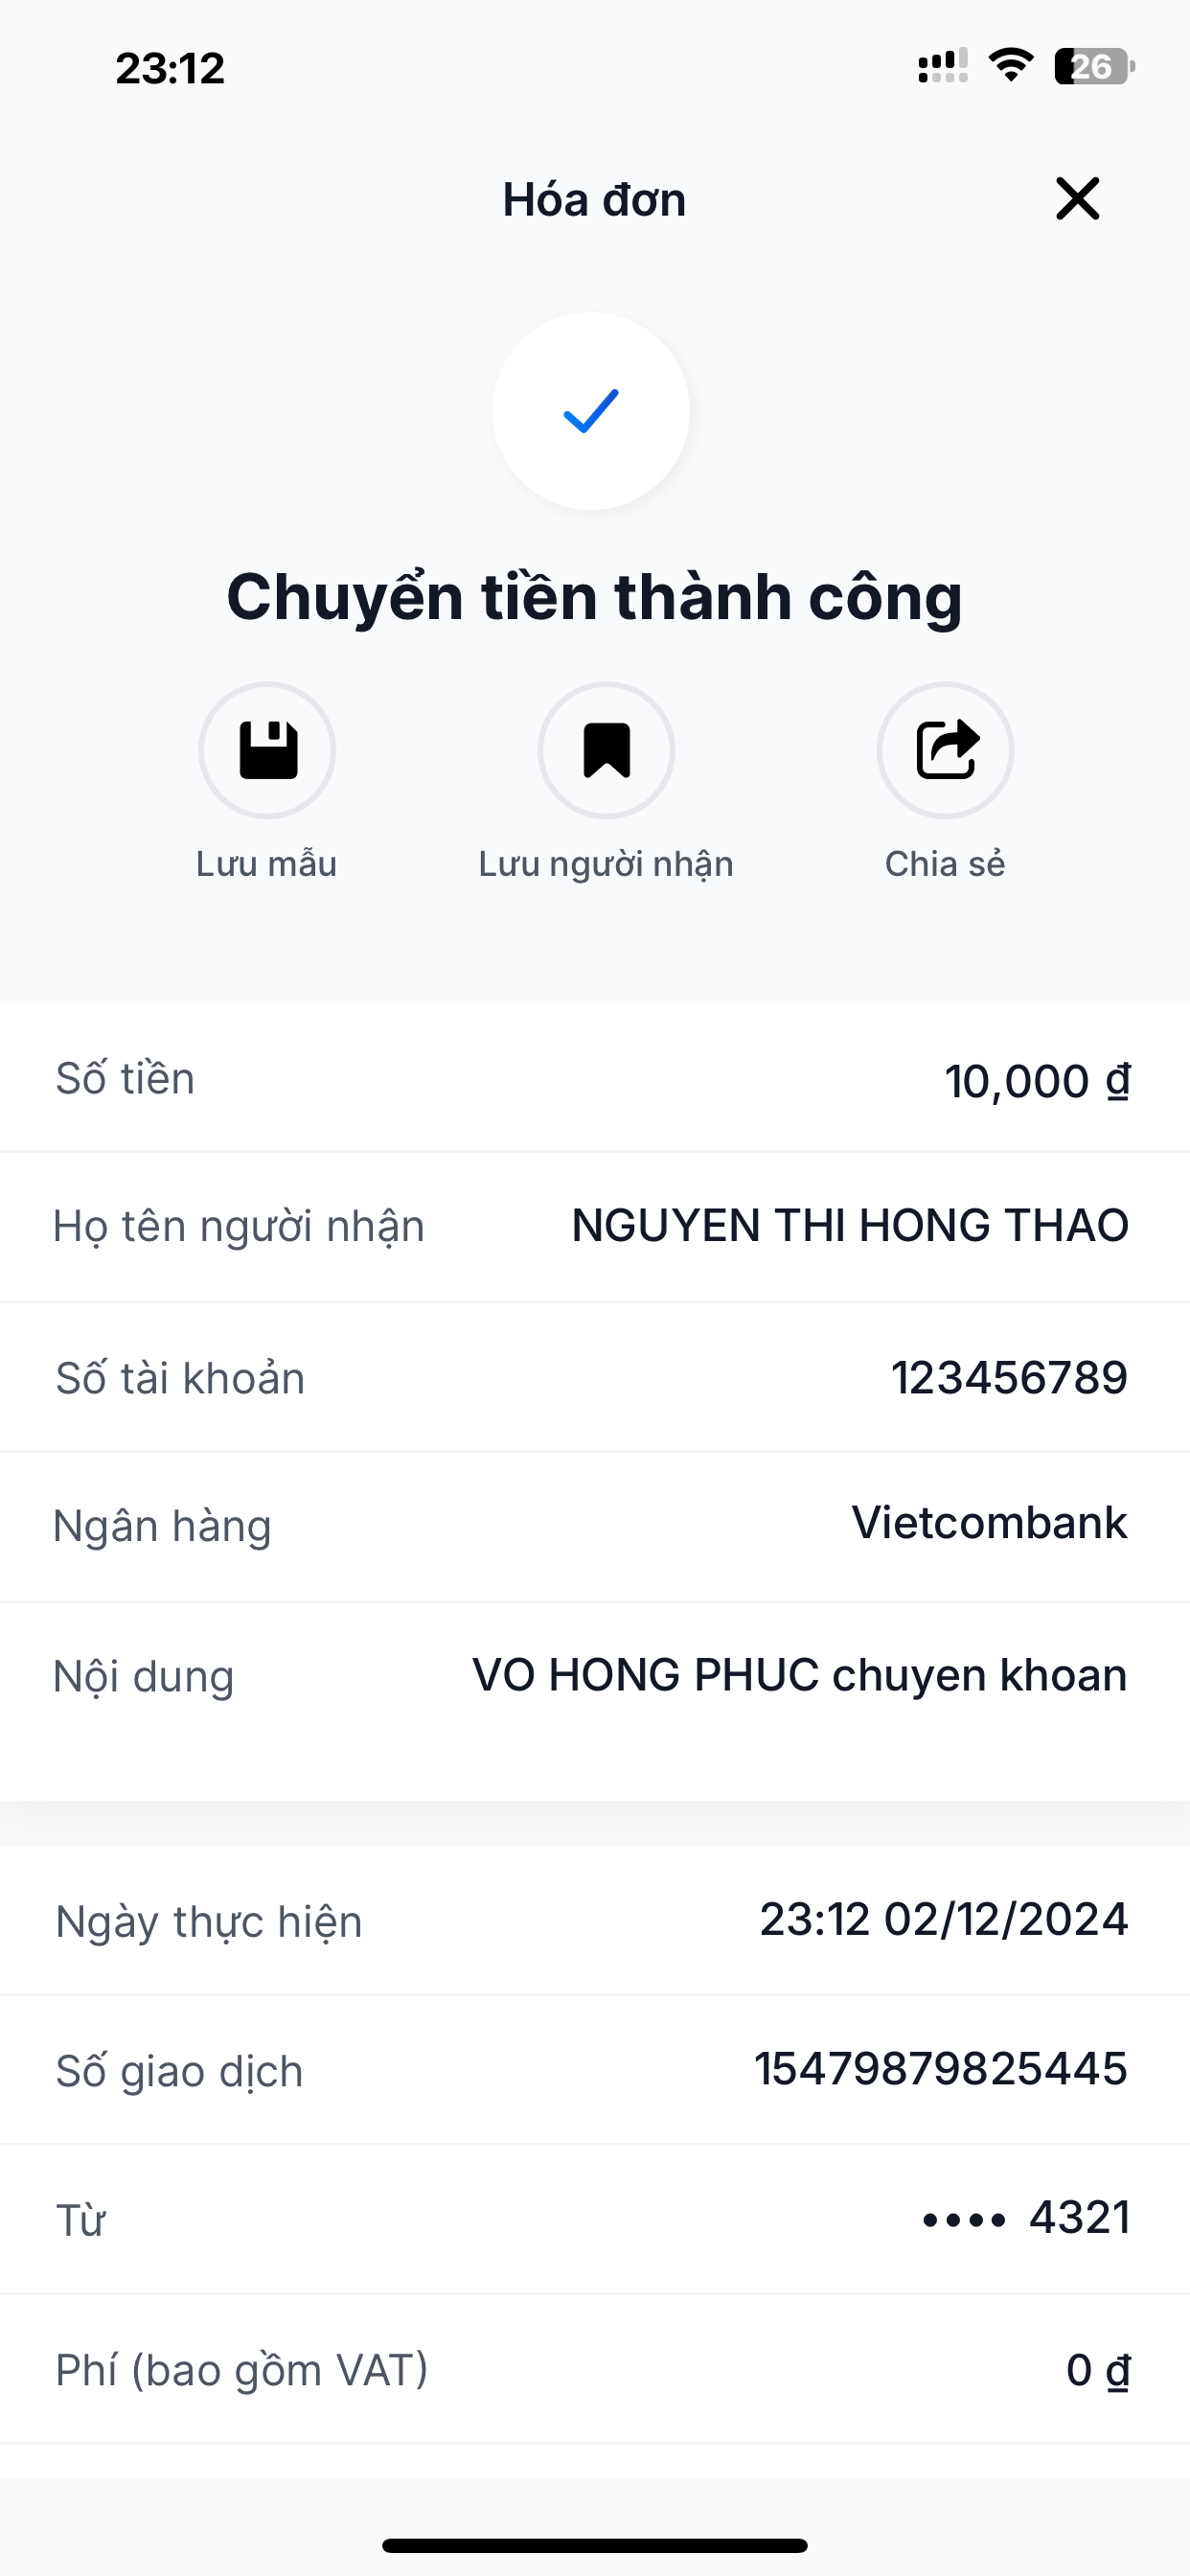 23:12
26
Hóa đơn
Chuyển tiền thành công
Lưu mẫu
Lưu người nhận
Chia sẻ
Số tiền
10,000 ₫
Họ tên người nhận
NGUYEN THI HONG THAO
Số tài khoản
123456789
Ngân hàng
Vietcombank
Nội dung
VO HONG PHUC chuyen khoan
Ngày thực hiện
23:12 02/12/2024
Số giao dịch
15479879825445
Từ
•••• 4321
Phí (bao gồm VAT)
0 ₫